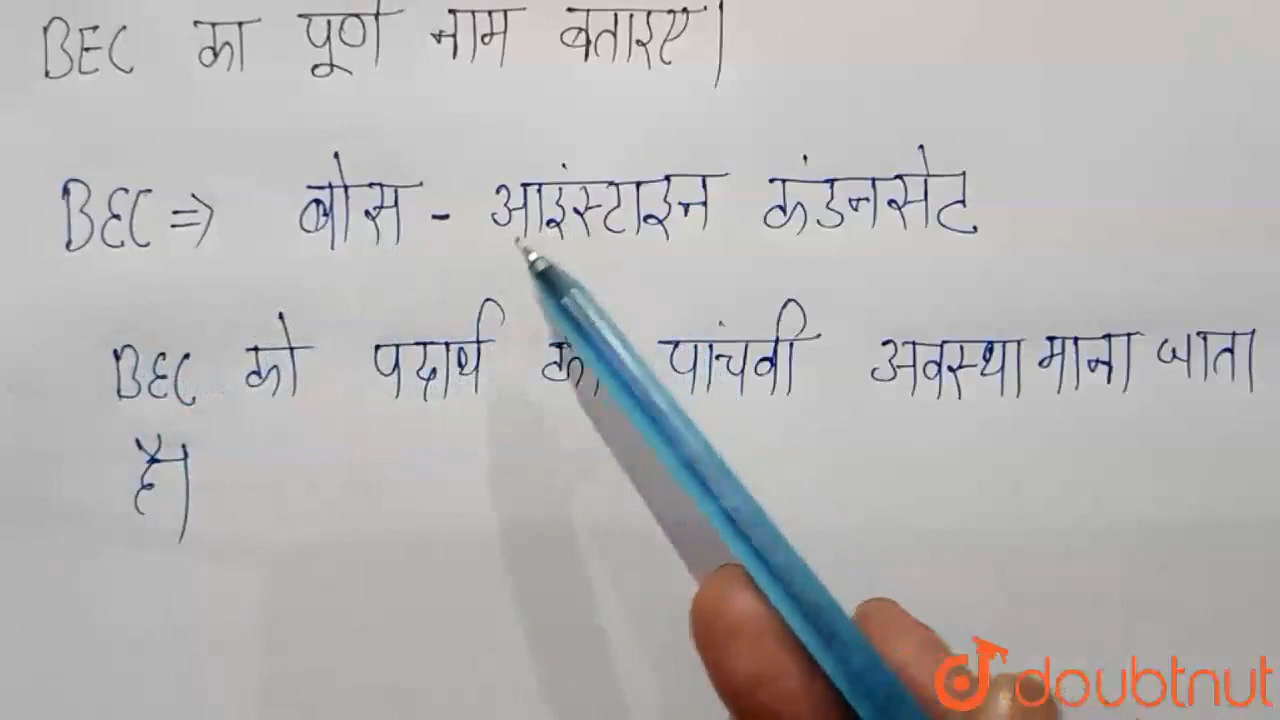 BEC का पूर्ण नाम बताइए।
BEC ⇒ बोस - आइंस्टाइन कंडनसेट
BEC को पदार्थ की पांचवी अवस्था माना जाता
है।
doubtnut